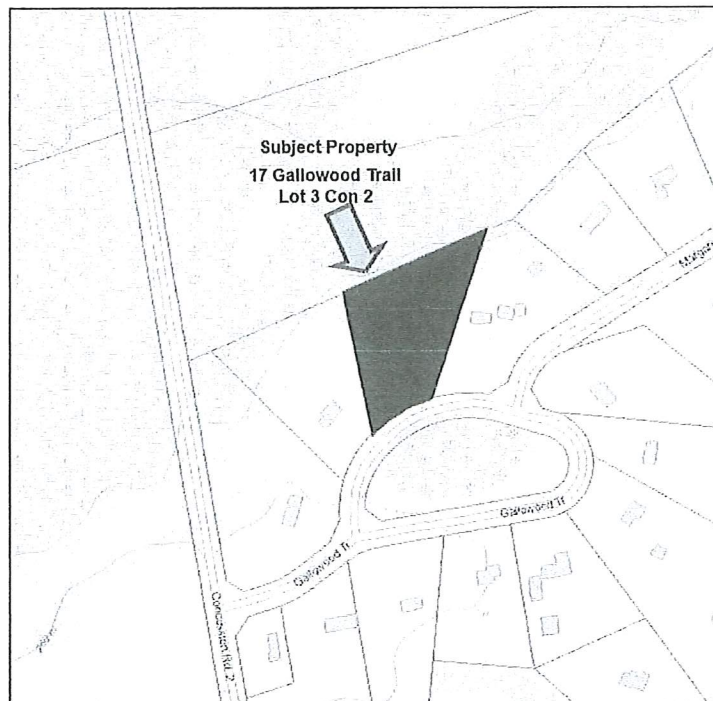 Subject Property
17 Gallowood Trail
Lot 3 Con 2
Gallowood Tr.
Gallowood Tr.
Concession Rd. 2